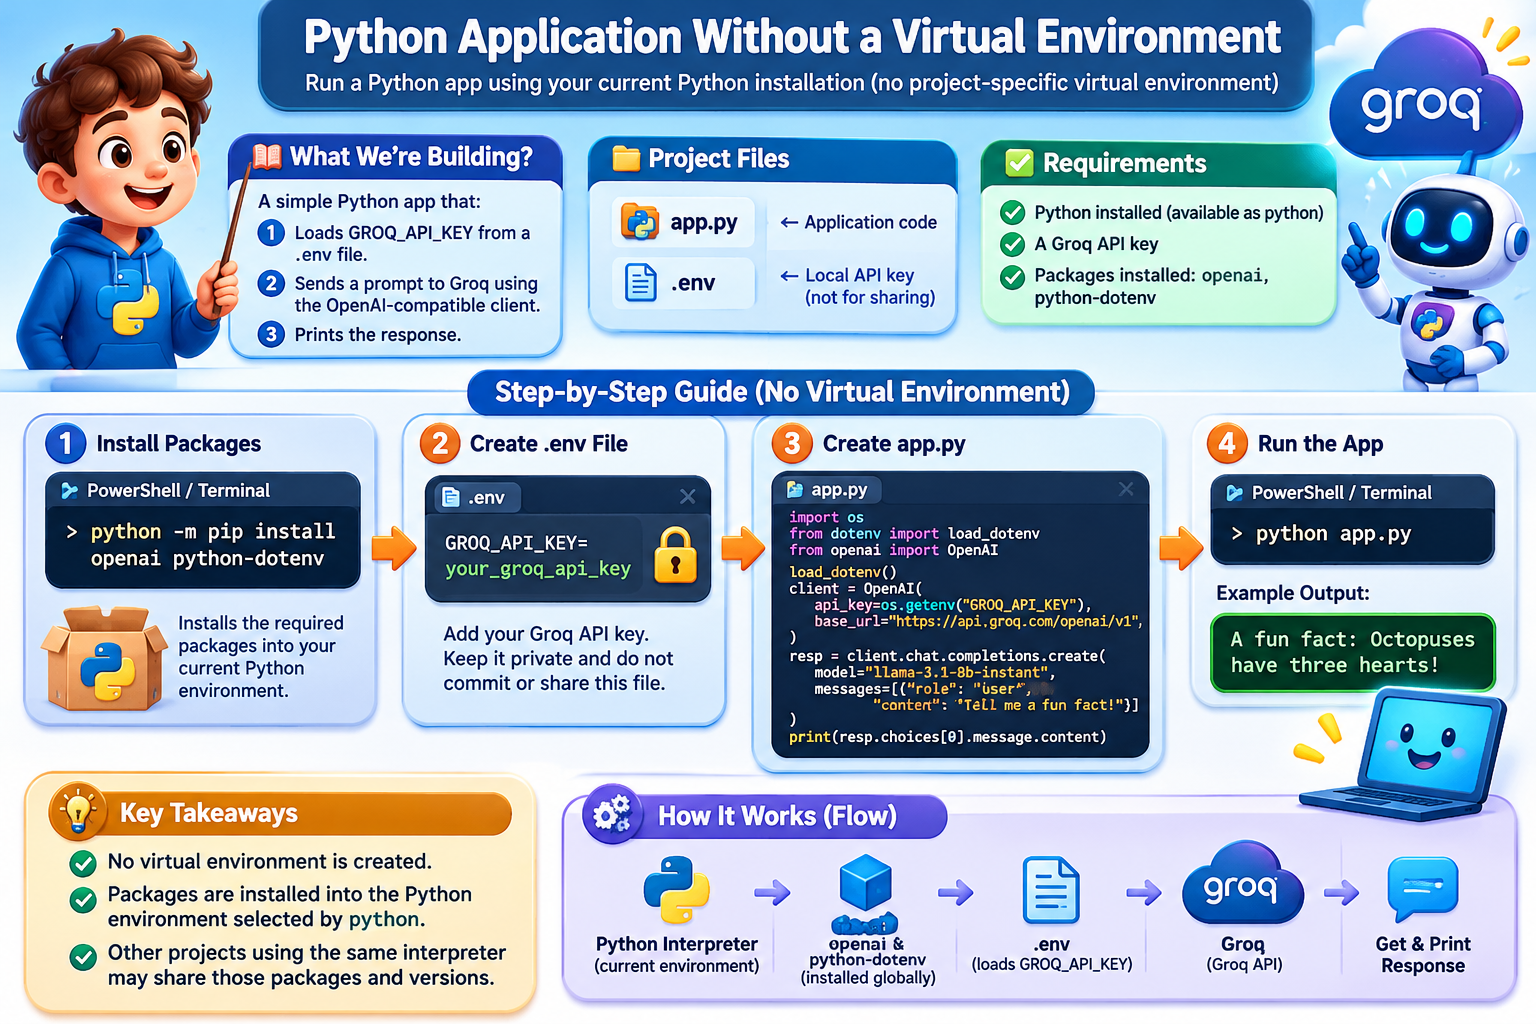 Python Application Without a Virtual Environment
Run a Python app using your current Python installation (no project-specific virtual environment)
groq
What We're Building?
A simple Python app that:
1 Loads GROQ_API_KEY from a
.env file.
2 Sends a prompt to Groq using
the OpenAI-compatible client.
3 Prints the response.
Project Files
app.py ← Application code
.env ← Local API key
(not for sharing)
Requirements
Python installed (available as python)
A Groq API key
Packages installed: openai,
python-dotenv
Step-by-Step Guide (No Virtual Environment)
1 Install Packages
PowerShell / Terminal
> python -m pip install
openai python-dotenv
Installs the required
packages into your
current Python
environment.
2 Create .env File
.env
GROQ_API_KEY=
your_groq_api_key
Add your Groq API key.
Keep it private and do not
commit or share this file.
3 Create app.py
app.py
import os
from dotenv import load_dotenv
from openai import OpenAI
load_dotenv()
client = OpenAI(
api_key=os.getenv("GROQ_API_KEY"),
base_url="https://api.groq.com/openai/v1",
)
resp = client.chat.completions.create(
model="llama-3.1-8b-instant",
messages=[{"role": "user",
"content": "Tell me a fun fact!"}]
)
print(resp.choices[0].message.content)
4 Run the App
PowerShell / Terminal
> python app.py
Example Output:
A fun fact: Octopuses
have three hearts!
Key Takeaways
No virtual environment is created.
Packages are installed into the Python
environment selected by python.
Other projects using the same interpreter
may share those packages and versions.
How It Works (Flow)
Python Interpreter
(current environment)
openai &
python-dotenv
(installed globally)
.env
(loads GROQ_API_KEY)
groq
Groq
(Groq API)
Get & Print
Response